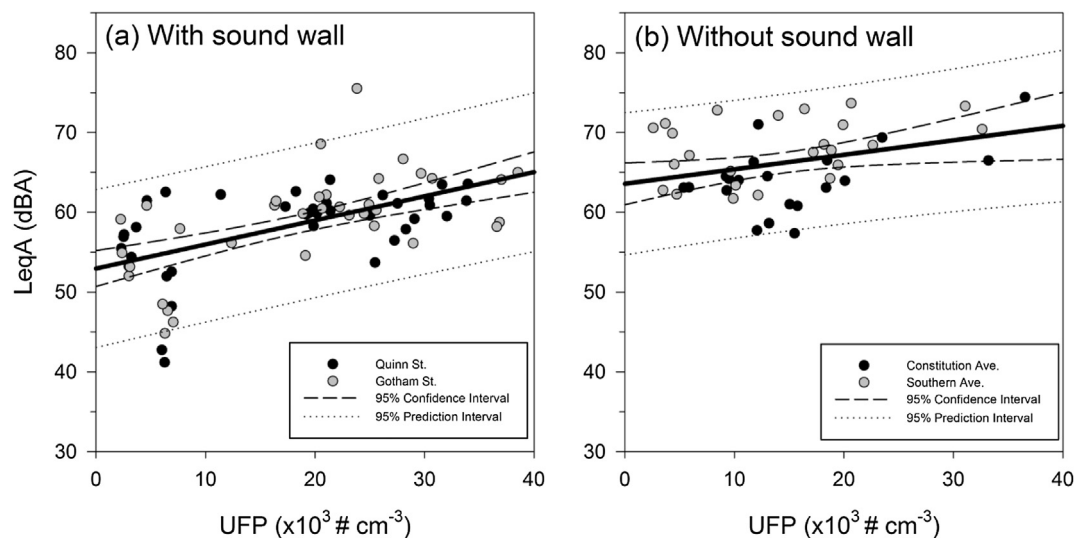 (a) With sound wall
(b) Without sound wall
LeqA (dBA)
80
70
60
50
40
30
80
70
60
50
40
30
Quinn St.
Gotham St.
95% Confidence Interval
95% Prediction Interval
Constitution Ave.
Southern Ave.
95% Confidence Interval
95% Prediction Interval
0 10 20 30 40
0 10 20 30 40
UFP (x10³ # cm⁻³)
UFP (x10³ # cm⁻³)